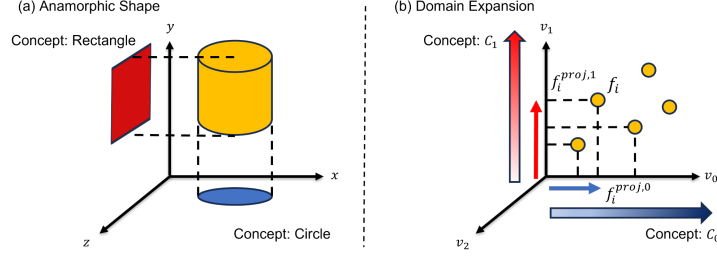 (a) Anamorphic Shape
y
Concept: Rectangle
x
z
Concept: Circle
(b) Domain Expansion
v₁
Concept: C₁
f_i^{proj,1}
f_i
v₀
f_i^{proj,0}
v₂
Concept: C₀